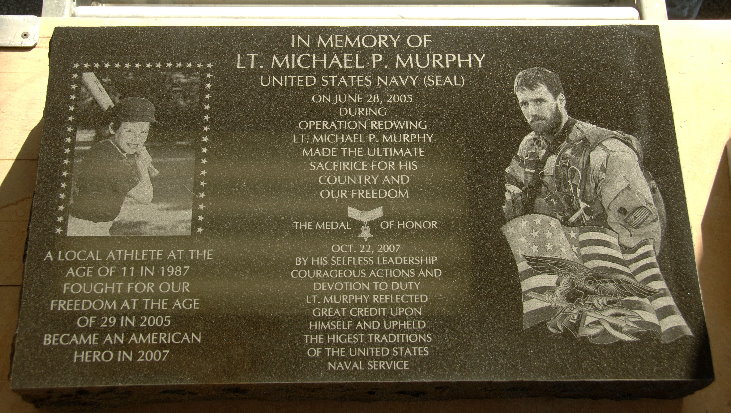 IN MEMORY OF
LT. MICHAEL P. MURPHY
UNITED STATES NAVY (SEAL)
ON JUNE 28, 2005
DURING
OPERATION REDWING
LT. MICHAEL P. MURPHY
MADE THE ULTIMATE
SACFIRICE FOR HIS
COUNTRY AND
OUR FREEDOM
THE MEDAL OF HONOR
OCT. 22, 2007
BY HIS SELFLESS LEADERSHIP
COURAGEOUS ACTIONS AND
DEVOTION TO DUTY
LT. MURPHY REFLECTED
GREAT CREDIT UPON
HIMSELF AND UPHELD
THE HIGEST TRADITIONS
OF THE UNITED STATES
NAVAL SERVICE
A LOCAL ATHLETE AT THE
AGE OF 11 IN 1987
FOUGHT FOR OUR
FREEDOM AT THE AGE
OF 29 IN 2005
BECAME AN AMERICAN
HERO IN 2007